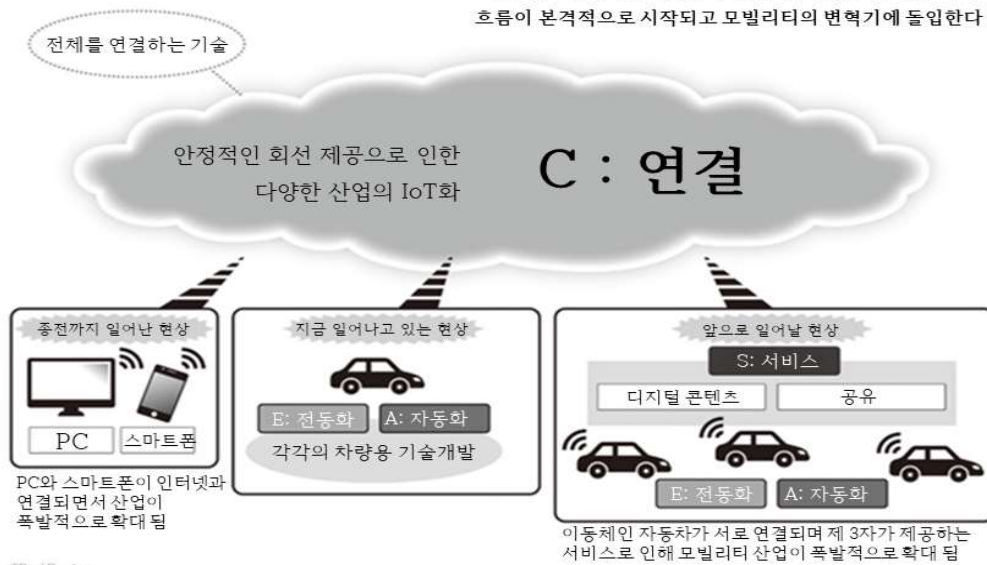 흐름이 본격적으로 시작되고 모빌리티의 변혁기에 돌입한다
전체를 연결하는 기술
안정적인 회선 제공으로 인한
다양한 산업의 IoT화
C : 연결
종전까지 일어난 현상
PC
스마트폰
PC와 스마트폰이 인터넷과
연결되면서 산업이
폭발적으로 확대 됨
지금 일어나고 있는 현상
E: 전동화
A: 자동화
각각의 차량용 기술개발
앞으로 일어날 현상
S: 서비스
디지털 콘텐츠
공유
E: 전동화
A: 자동화
이동체인 자동차가 서로 연결되며 제 3자가 제공하는
서비스로 인해 모빌리티 산업이 폭발적으로 확대 됨